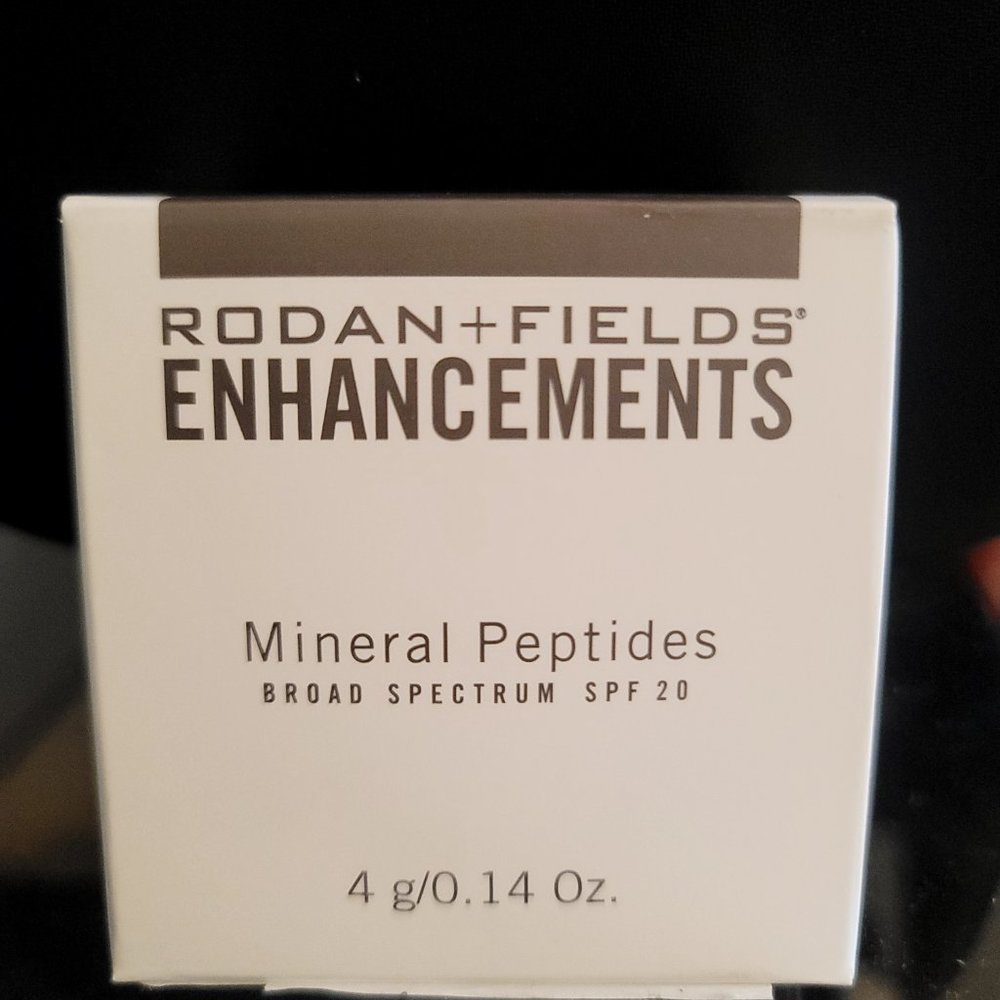 RODAN+FIELDS®
ENHANCEMENTS
Mineral Peptides
BROAD SPECTRUM SPF 20
4 g/0.14 Oz.